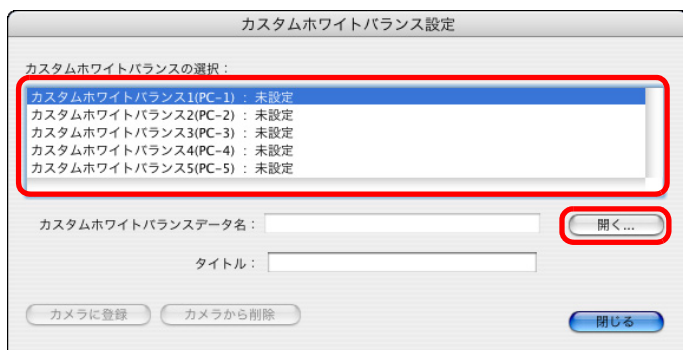 カスタムホワイトバランス設定
カスタムホワイトバランスの選択：
カスタムホワイトバランス1(PC-1) : 未設定
カスタムホワイトバランス2(PC-2) : 未設定
カスタムホワイトバランス3(PC-3) : 未設定
カスタムホワイトバランス4(PC-4) : 未設定
カスタムホワイトバランス5(PC-5) : 未設定
カスタムホワイトバランスデータ名： 開く...
タイトル：
カメラに登録 カメラから削除 閉じる